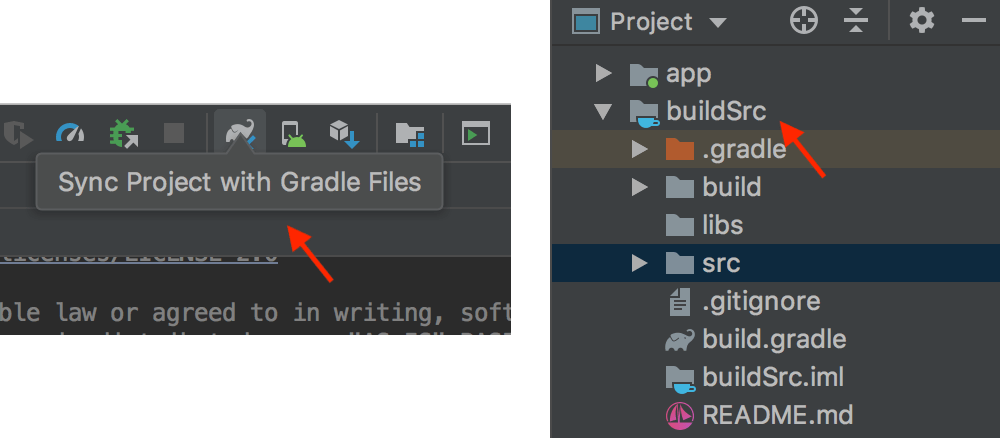 Sync Project with Gradle Files
licenses/LICENSE-2.0
ble law or agreed to in writing, soft
Project
app
buildSrc
.gradle
build
libs
src
.gitignore
build.gradle
buildSrc.iml
README.md